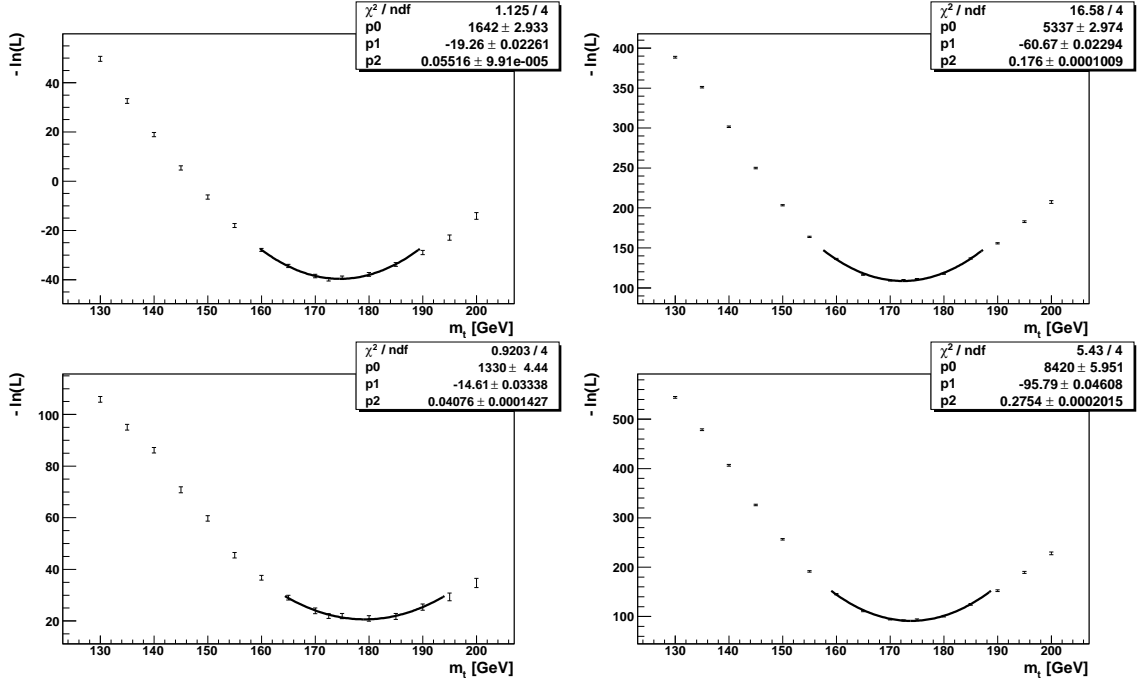 χ² / ndf 1.125 / 4
p0 1642 ± 2.933
p1 -19.26 ± 0.02261
p2 0.05516 ± 9.91e-005
- ln(L)
40
20
0
-20
-40
130 140 150 160 170 180 190 200
m_t [GeV]
χ² / ndf 16.58 / 4
p0 5337 ± 2.974
p1 -60.67 ± 0.02294
p2 0.176 ± 0.0001009
- ln(L)
400
350
300
250
200
150
100
130 140 150 160 170 180 190 200
m_t [GeV]
χ² / ndf 0.9203 / 4
p0 1330 ± 4.44
p1 -14.61 ± 0.03338
p2 0.04076 ± 0.0001427
- ln(L)
100
80
60
40
20
130 140 150 160 170 180 190 200
m_t [GeV]
χ² / ndf 5.43 / 4
p0 8420 ± 5.951
p1 -95.79 ± 0.04608
p2 0.2754 ± 0.0002015
- ln(L)
500
400
300
200
100
130 140 150 160 170 180 190 200
m_t [GeV]